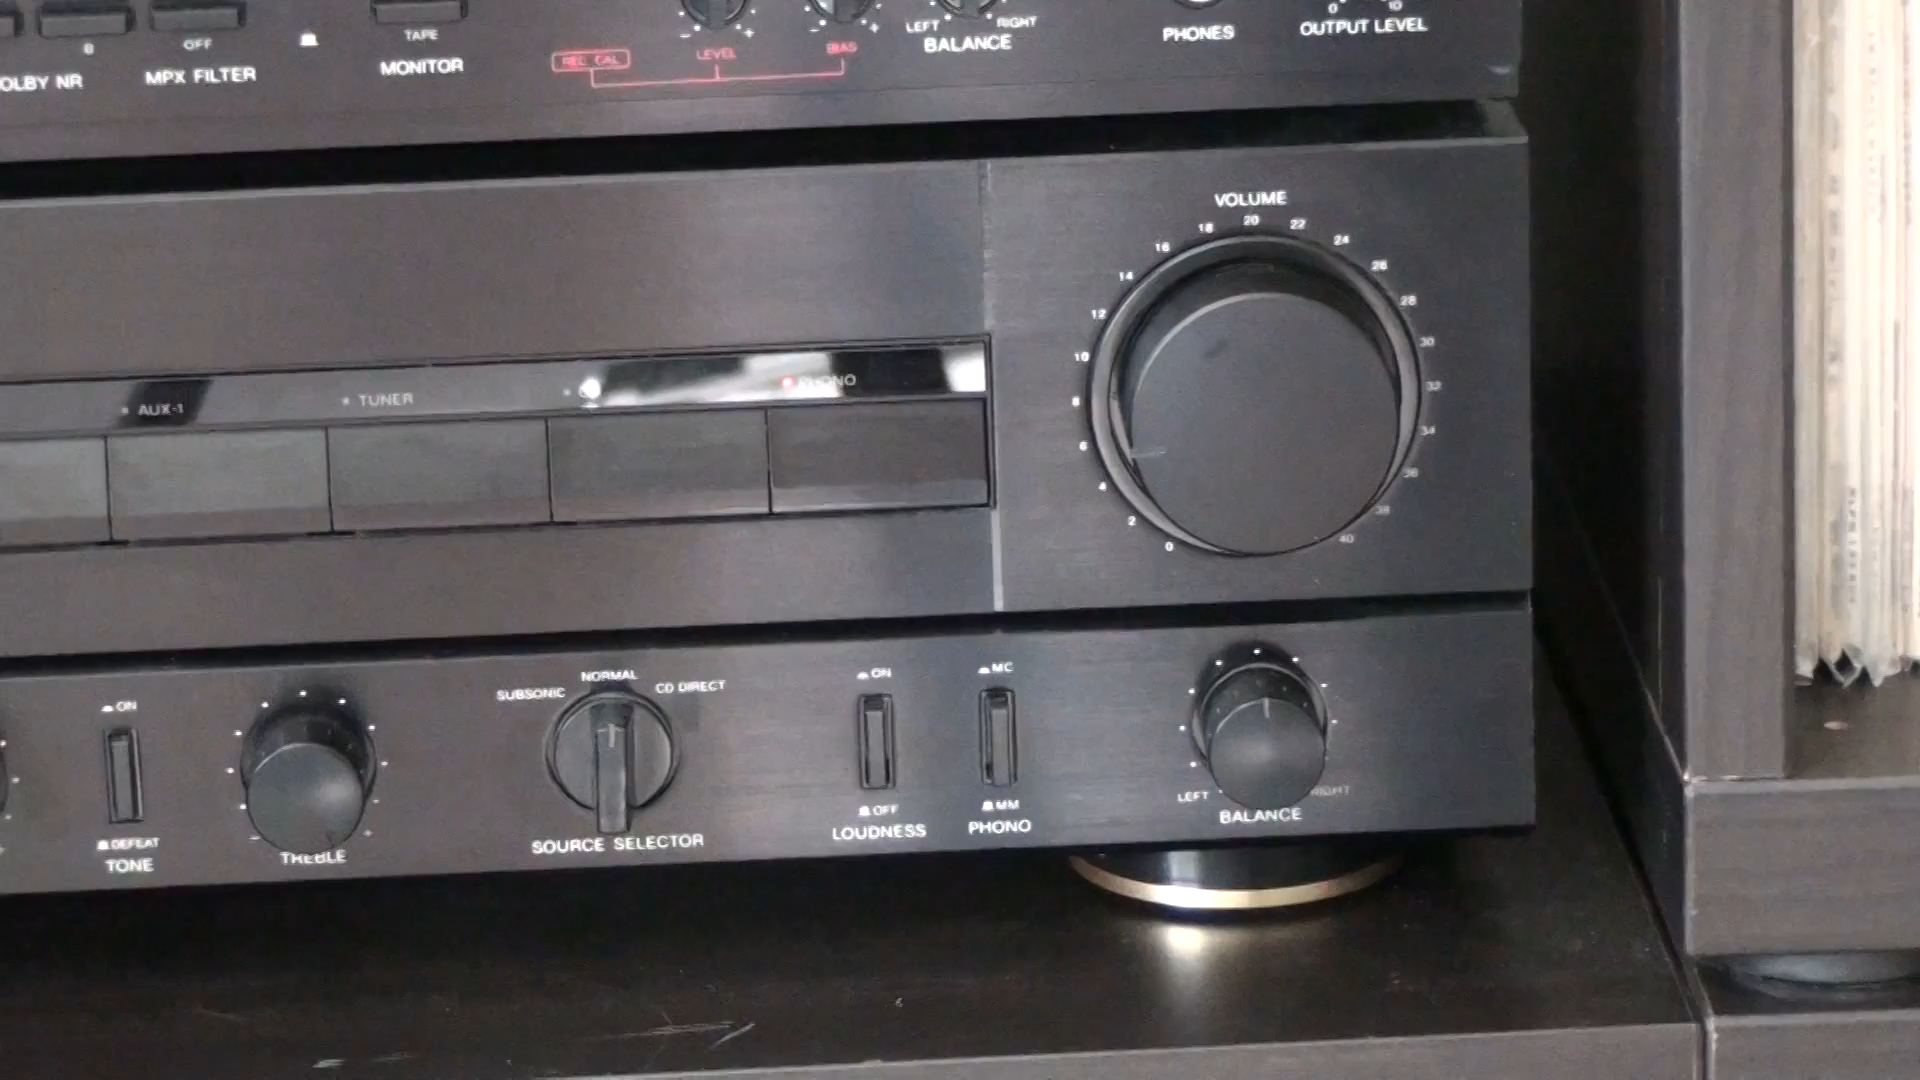 B
OLBY NR
OFF
MPX FILTER
TAPE
MONITOR
REC CAL
- LEVEL +
- BIAS +
LEFT RIGHT
BALANCE
PHONES
0 10
OUTPUT LEVEL
VOLUME
0 2 4 6 8 10 12 14 16 18 20 22 24 26 28 30 32 34 36 38 40
AUX-1
TUNER
PHONO
ON
DEFEAT
TONE
- +
TREBLE
SUBSONIC NORMAL CD DIRECT
SOURCE SELECTOR
ON
OFF
LOUDNESS
MC
MM
PHONO
LEFT RIGHT
BALANCE